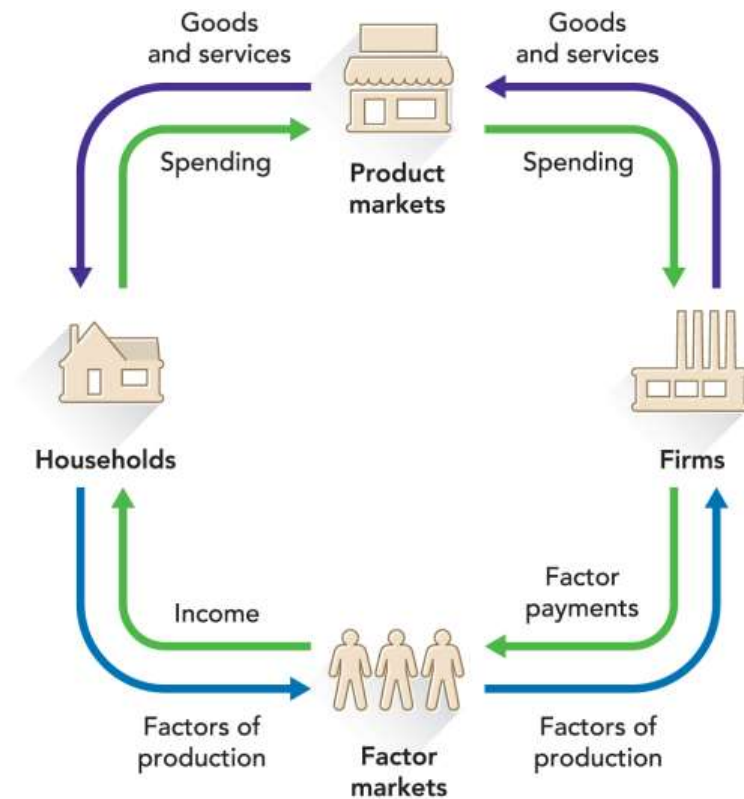 Goods
and services
Goods
and services
Spending
Product
markets
Spending
Households
Firms
Income
Factor
payments
Factors of
production
Factor
markets
Factors of
production